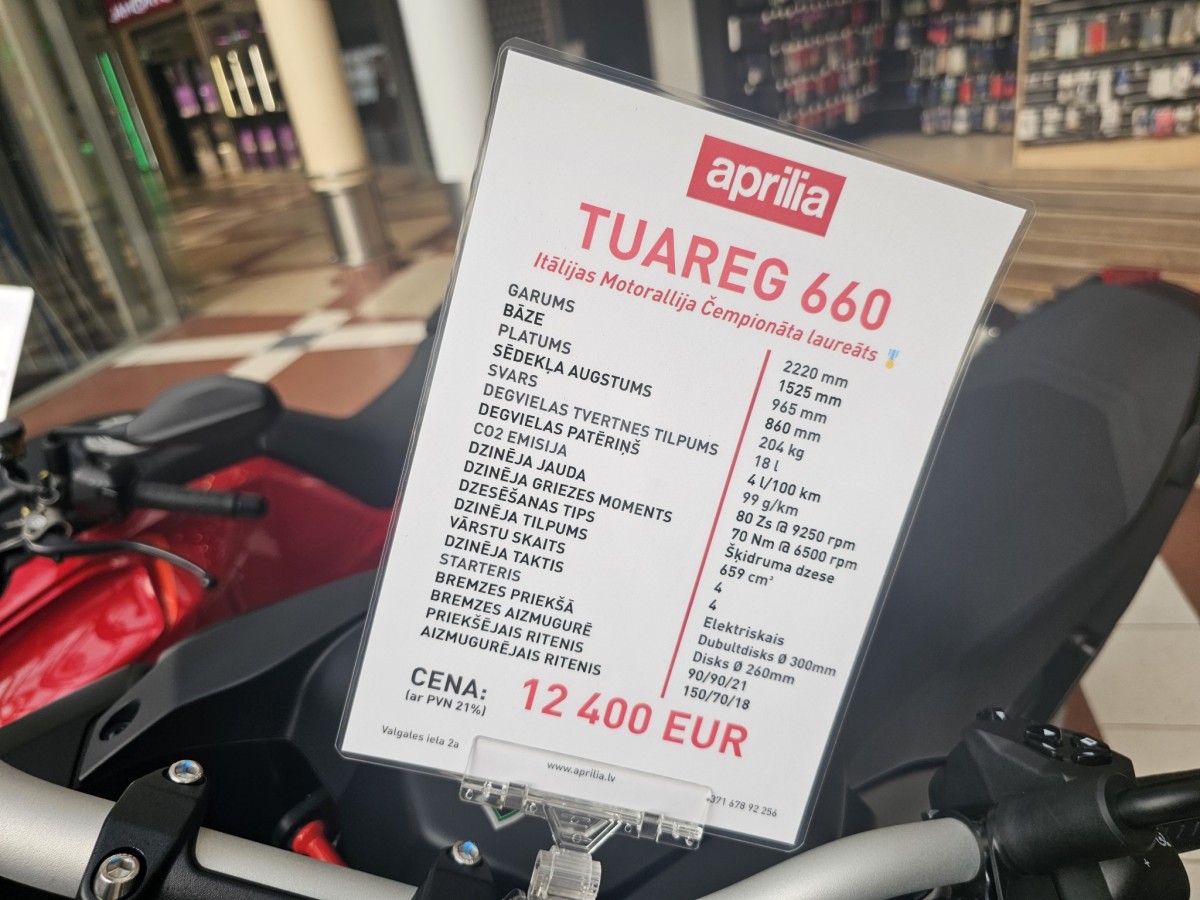 aprilia
TUAREG 660
Itālijas Motorallija Čempionāta laureāts
GARUMS 2220 mm
BĀZE 1525 mm
PLATUMS 965 mm
SĒDEKĻA AUGSTUMS 860 mm
SVARS 204 kg
DEGVIELAS TVERTNES TILPUMS 18 l
DEGVIELAS PATĒRIŅŠ 4 l/100 km
CO2 EMISIJA 99 g/km
DZINĒJA JAUDA 80 Zs @ 9250 rpm
DZINĒJA GRIEZES MOMENTS 70 Nm @ 6500 rpm
DZESĒŠANAS TIPS Šķidruma dzese
DZINĒJA TILPUMS 659 cm³
VĀRSTU SKAITS 4
DZINĒJA TAKTIS 4
STARTERIS Elektriskais
BREMZES PRIEKŠĀ Dubultdisks Ø 300mm
BREMZES AIZMUGURĒ Disks Ø 260mm
PRIEKŠĒJAIS RITENIS 90/90/21
AIZMUGURĒJAIS RITENIS 150/70/18
CENA: 12 400 EUR
(ar PVN 21%)
Valgales iela 2a
www.aprilia.lv
+371 678 92 256